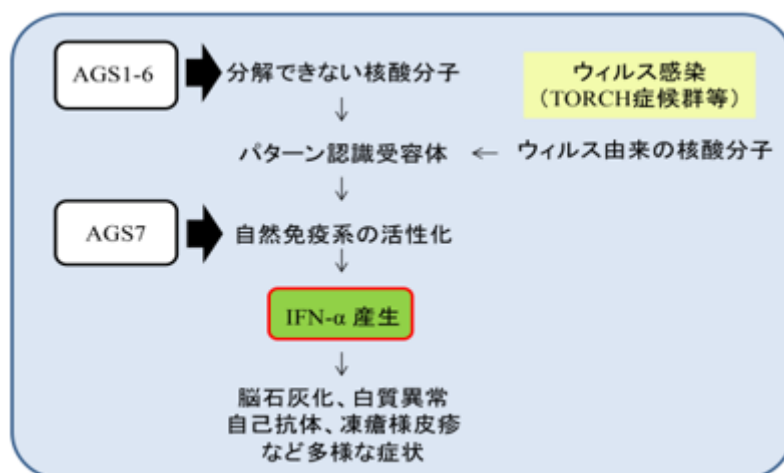 AGS1-6
分解できない核酸分子
ウィルス感染
（TORCH症候群等）
↓
パターン認識受容体
←
ウィルス由来の核酸分子
↓
AGS7
自然免疫系の活性化
↓
IFN-α 産生
↓
脳石灰化、白質異常
自己抗体、凍瘡様皮疹
など多様な症状